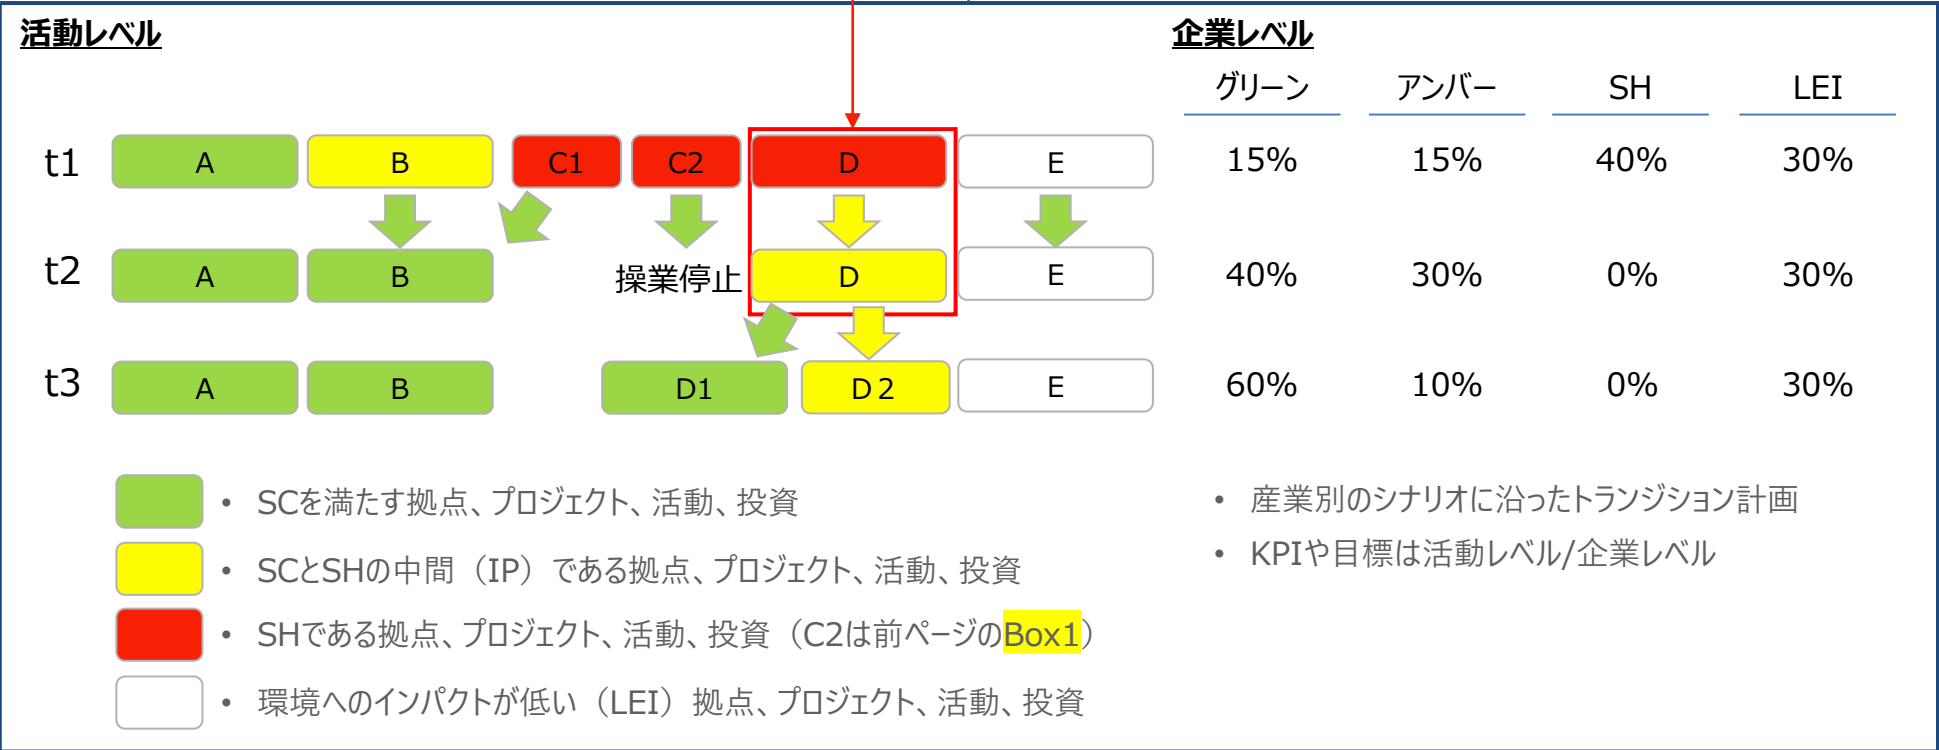 活動レベル
企業レベル
グリーン アンバー SH LEI
t1 A B C1 C2 D E 15% 15% 40% 30%
t2 A B 操業停止 D E 40% 30% 0% 30%
t3 A B D1 D2 E 60% 10% 0% 30%
• SCを満たす拠点、プロジェクト、活動、投資
• SCとSHの中間（IP）である拠点、プロジェクト、活動、投資
• SHである拠点、プロジェクト、活動、投資（C2は前ページのBox1）
• 環境へのインパクトが低い（LEI）拠点、プロジェクト、活動、投資
• 産業別のシナリオに沿ったトランジション計画
• KPIや目標は活動レベル/企業レベル